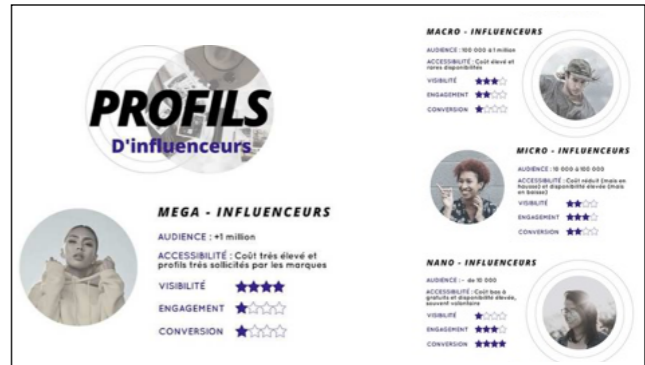 PROFILS
D'influenceurs
MEGA - INFLUENCEURS
AUDIENCE : +1 million
ACCESSIBILITÉ : Coût très élevé et
profils très sollicités par les marques
VISIBILITÉ
ENGAGEMENT
CONVERSION
MACRO - INFLUENCEURS
AUDIENCE : 100 000 à 1 million
ACCESSIBILITÉ : Coût élevé et
rares disponibilités
VISIBILITÉ
ENGAGEMENT
CONVERSION
MICRO - INFLUENCEURS
AUDIENCE : 10 000 à 100 000
ACCESSIBILITÉ : Coût réduit (mais en
hausse) et disponibilité élevée (mais
en baisse)
VISIBILITÉ
ENGAGEMENT
CONVERSION
NANO - INFLUENCEURS
AUDIENCE : - de 10 000
ACCESSIBILITÉ : Coût bas à
gratuits et disponibilité élevée,
souvent volontaire
VISIBILITÉ
ENGAGEMENT
CONVERSION